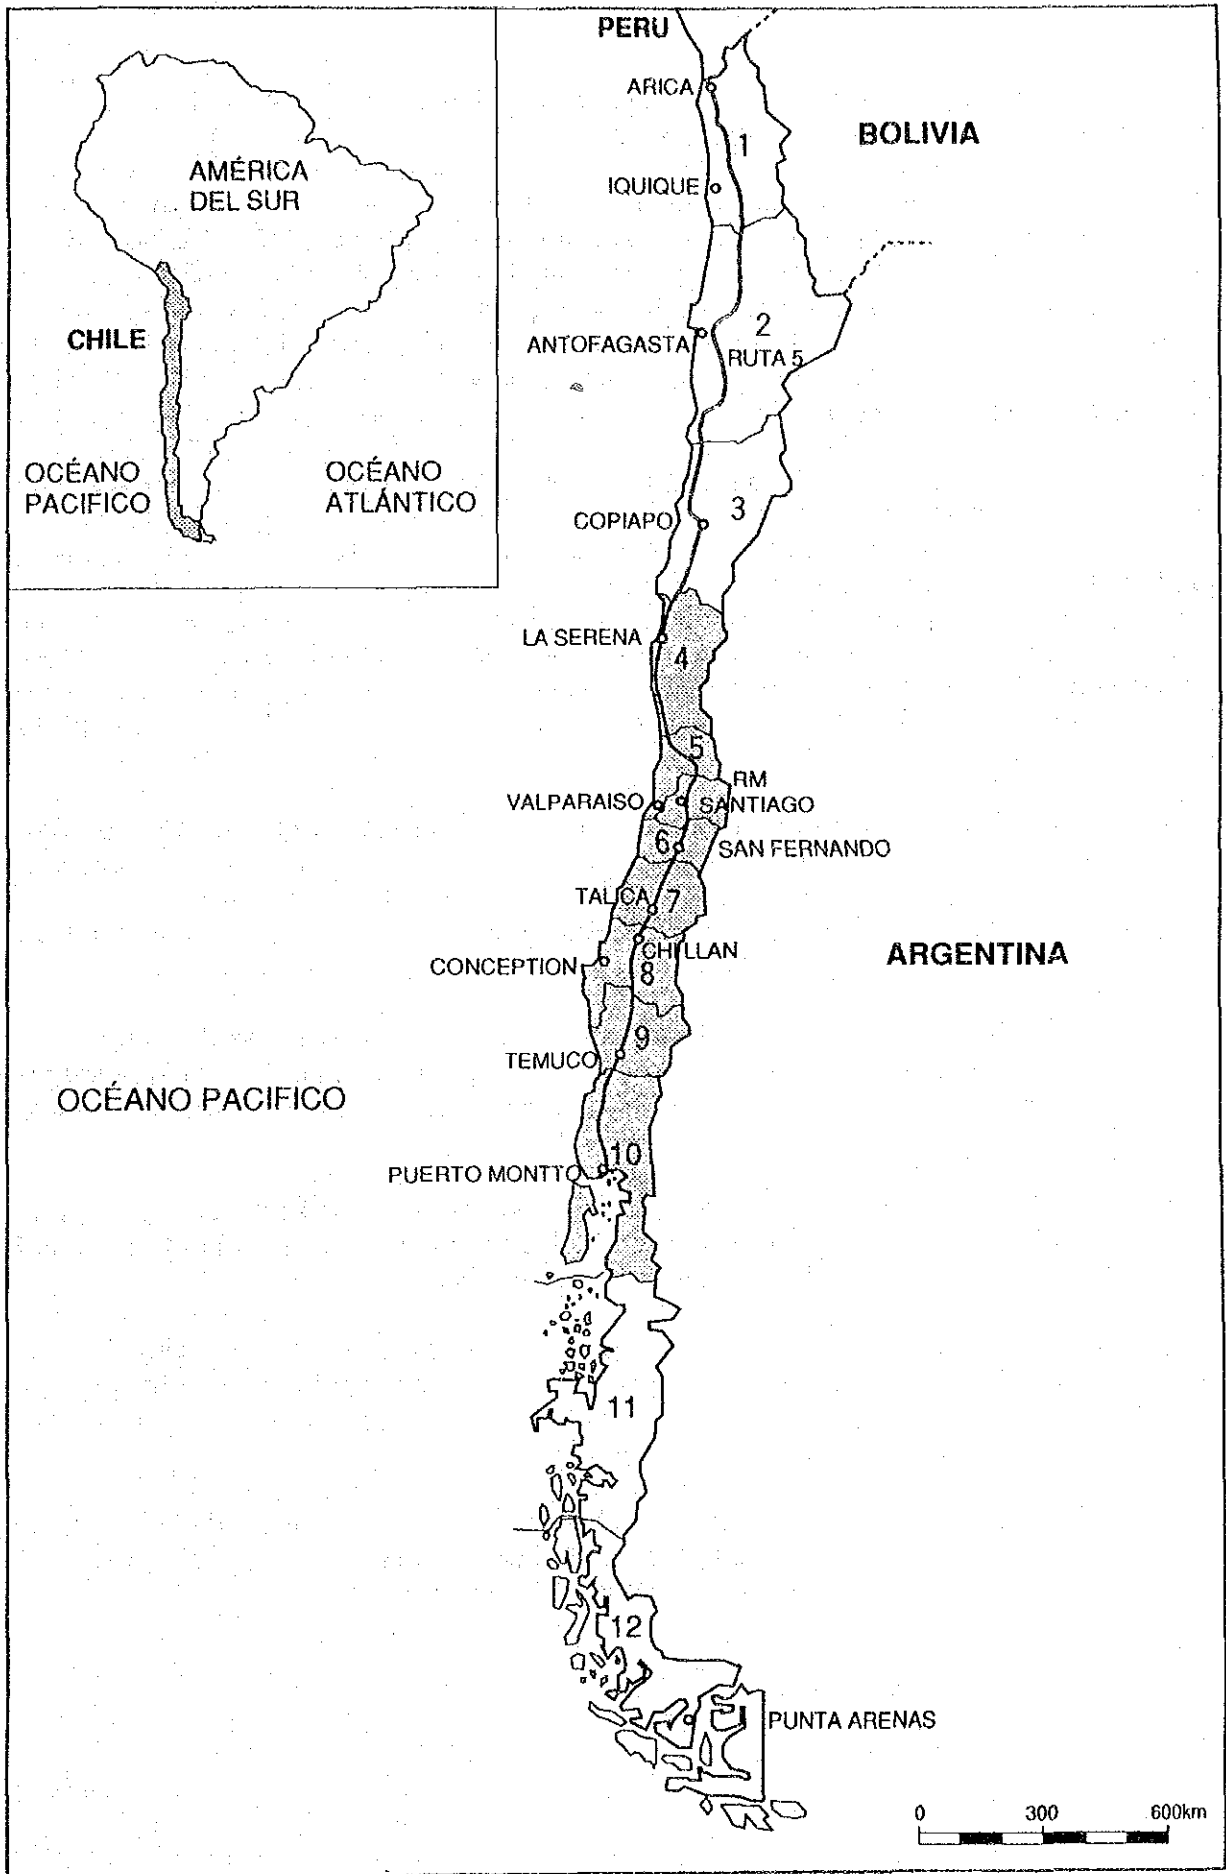 AMÉRICA
DEL SUR
CHILE
OCÉANO
PACIFICO
OCÉANO
ATLÁNTICO
PERU
ARICA
1
BOLIVIA
IQUIQUE
2
ANTOFAGASTA
RUTA 5
3
COPIAPO
LA SERENA
4
5
RM
VALPARAISO
SANTIAGO
6
SAN FERNANDO
TALICA
7
CHILLAN
CONCEPTION
8
ARGENTINA
9
TEMUCO
OCÉANO PACIFICO
10
PUERTO MONTTO
11
12
PUNTA ARENAS
0 300 600km